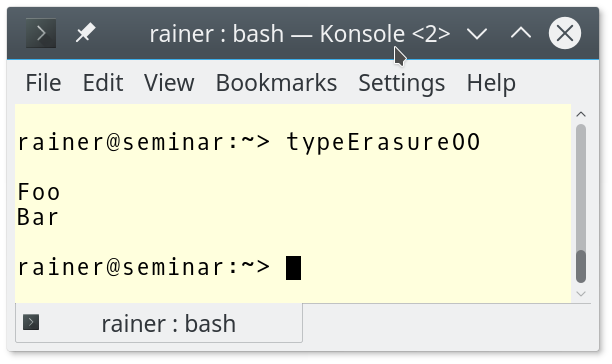 rainer : bash — Konsole <2>
File Edit View Bookmarks Settings Help
rainer@seminar:~> typeErasureOO
Foo
Bar
rainer@seminar:~>
rainer : bash